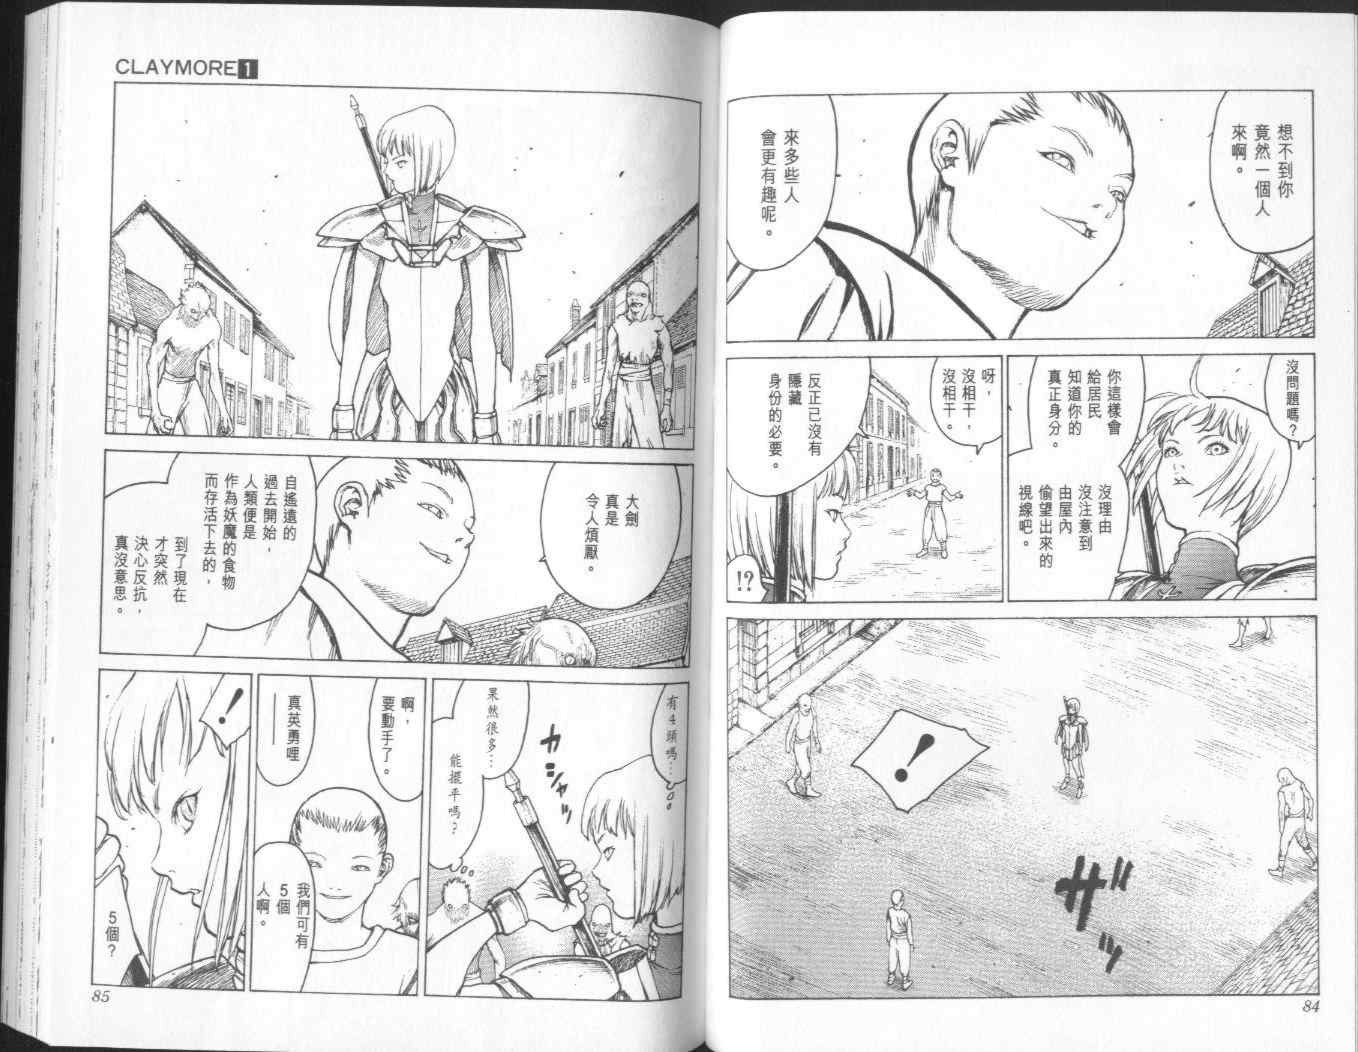 想不到你
竟然一個人
來啊。
來多些人
會更有趣呢。
沒問題嗎？
你這樣會
給居民
知道你的
真正身分。
沒理由
沒注意到
由屋內
偷望出來的
視線吧。
呀，
沒相干，
沒相干。
反正已沒有
隱藏
身份的必要。
!?
!
ザッ
84
CLAYMORE 1
大劍
真是
令人煩厭。
自遙遠的
過去開始，
人類便是
作為妖魔的食物
而存活下去的，
到了現在
才突然
決心反抗，
真沒意思。
有4頭嗎…
果然很多…
能擺平嗎？
カッ
啊，
要動手了。
真英勇哩
——
我們可有
5個
人啊。
!
5個？
85